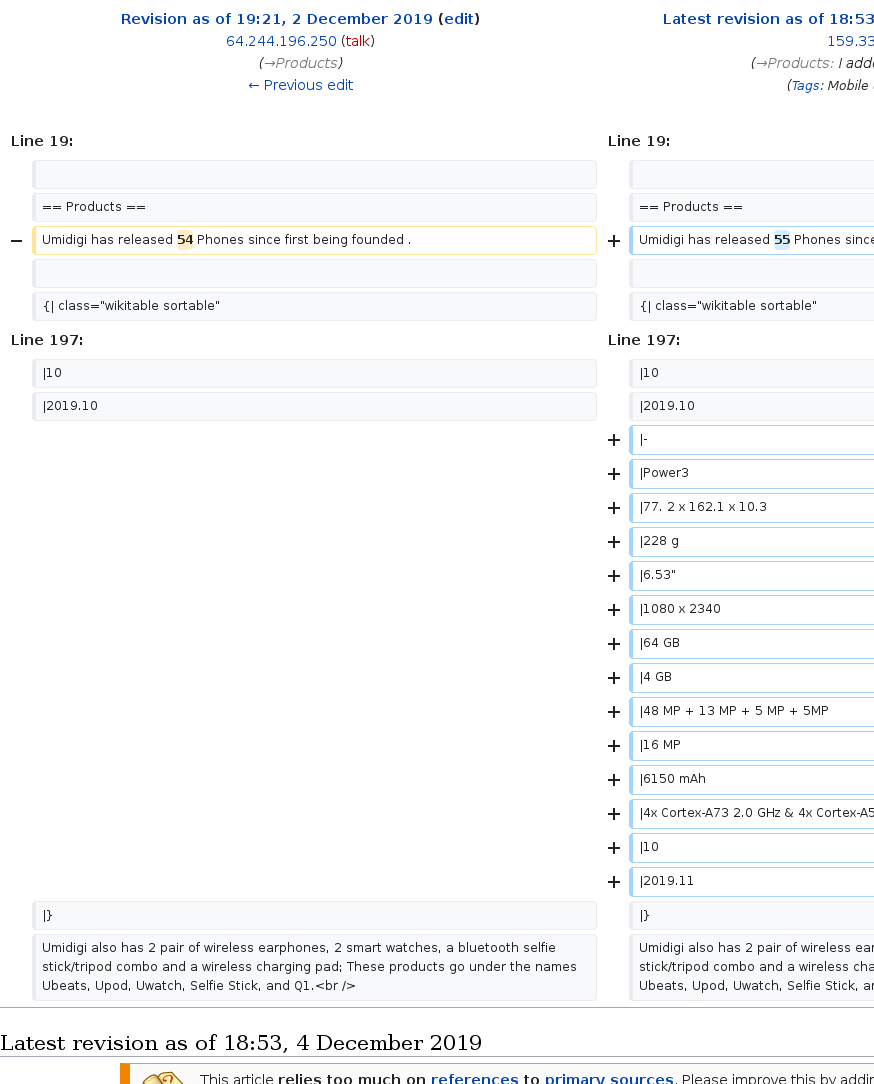 Revision as of 19:21, 2 December 2019 (edit)
64.244.196.250 (talk)
(→Products)
← Previous edit
Latest revision as of 18:53
159.33
(→Products: I adde
(Tags: Mobile
Line 19:
Line 19:
== Products ==
== Products ==
− Umidigi has released 54 Phones since first being founded .
+ Umidigi has released 55 Phones since
{| class="wikitable sortable"
{| class="wikitable sortable"
Line 197:
Line 197:
|10
|10
|2019.10
|2019.10
+ |-
+ |Power3
+ |77. 2 x 162.1 x 10.3
+ |228 g
+ |6.53"
+ |1080 x 2340
+ |64 GB
+ |4 GB
+ |48 MP + 13 MP + 5 MP + 5MP
+ |16 MP
+ |6150 mAh
+ |4x Cortex-A73 2.0 GHz & 4x Cortex-A5
+ |10
+ |2019.11
|}
|}
Umidigi also has 2 pair of wireless earphones, 2 smart watches, a bluetooth selfie
stick/tripod combo and a wireless charging pad; These products go under the names
Ubeats, Upod, Uwatch, Selfie Stick, and Q1.<br />
Umidigi also has 2 pair of wireless ear
stick/tripod combo and a wireless cha
Ubeats, Upod, Uwatch, Selfie Stick, an
Latest revision as of 18:53, 4 December 2019
This article relies too much on references to primary sources. Please improve this by addin